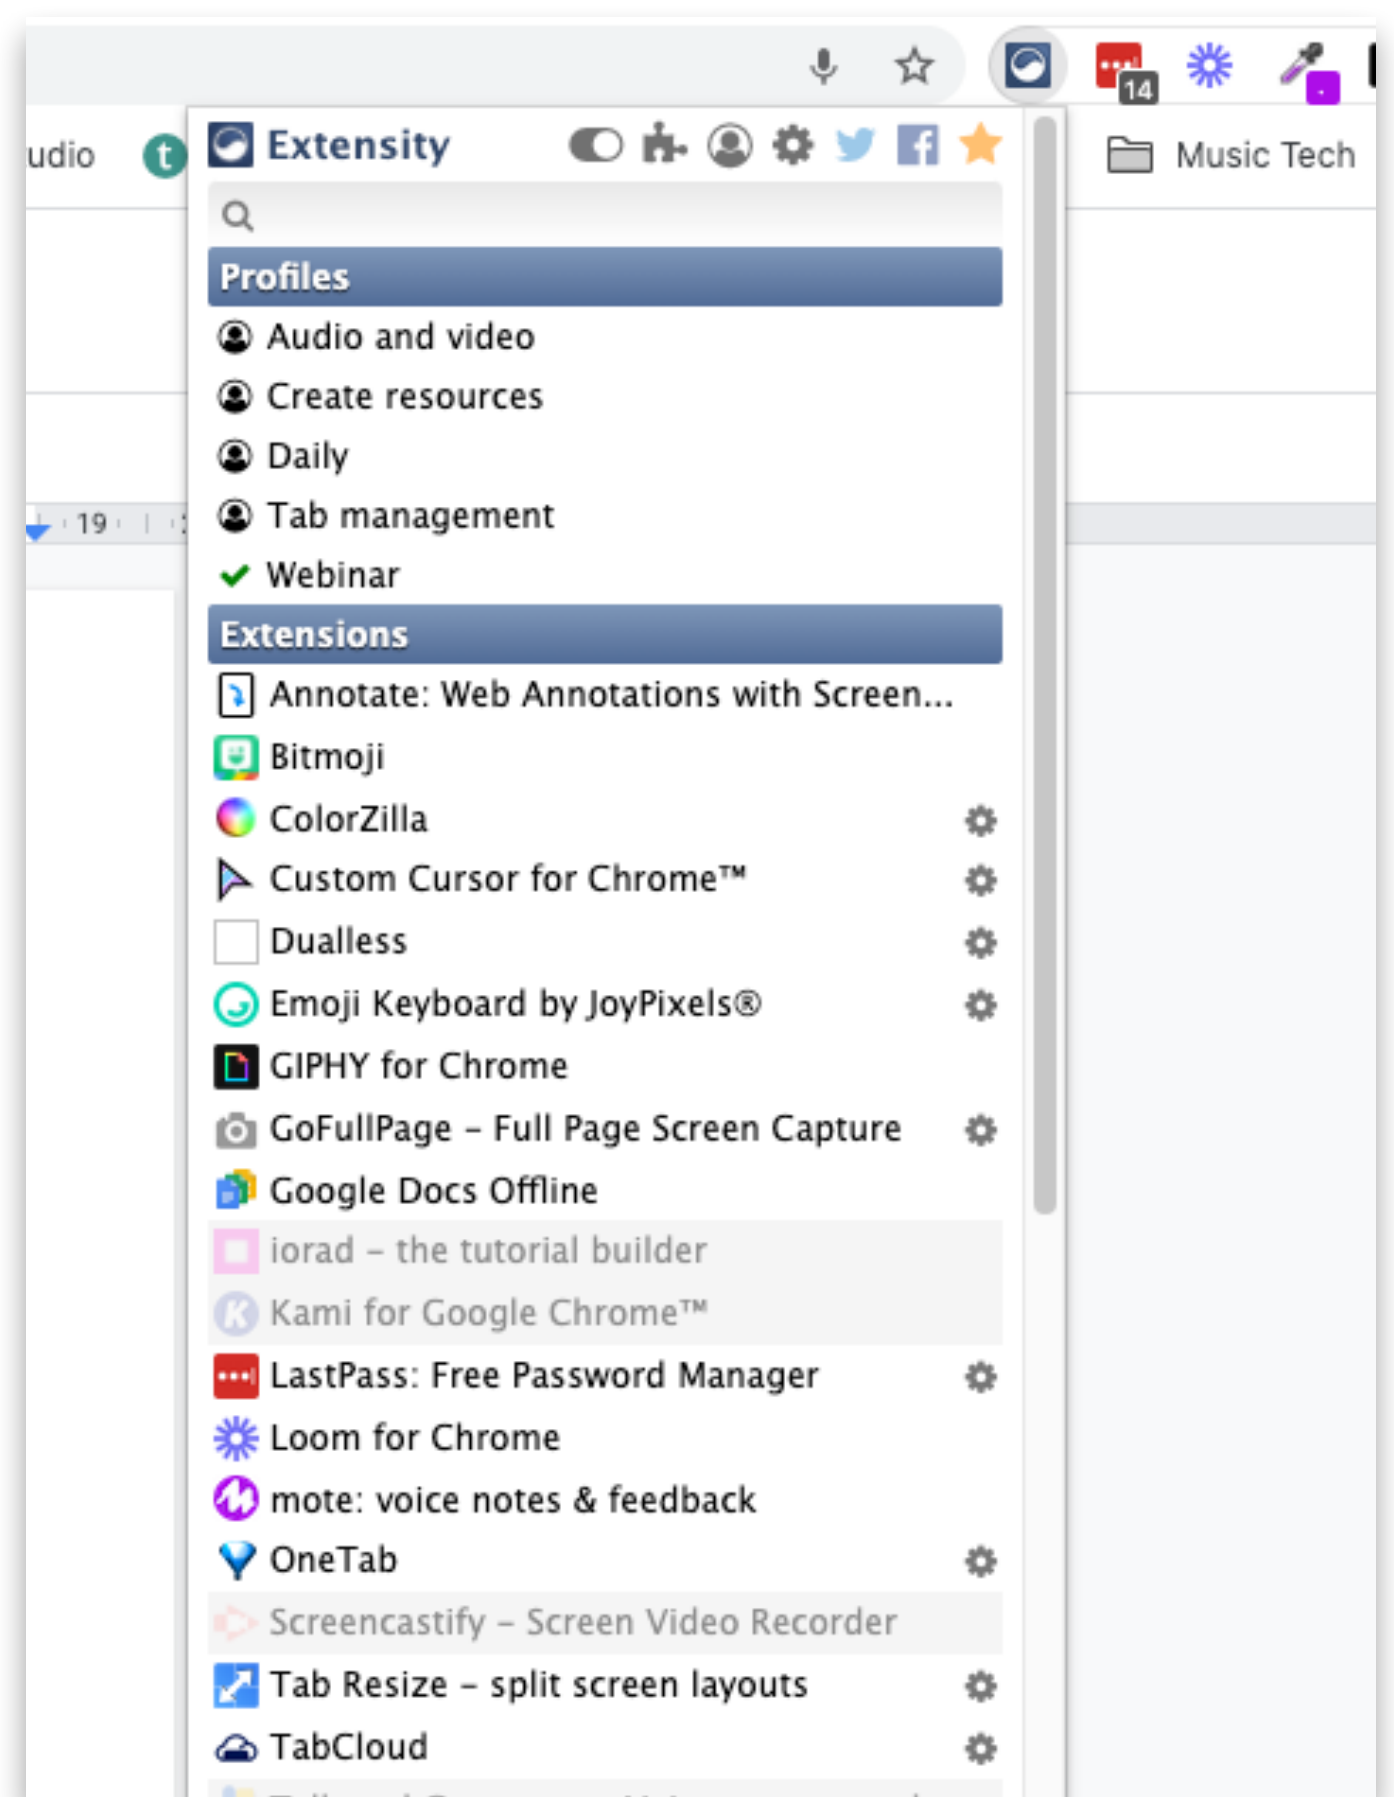 14
udio
t
Extensity
Music Tech
Profiles
Audio and video
Create resources
Daily
Tab management
19
Webinar
Extensions
Annotate: Web Annotations with Screen...
Bitmoji
ColorZilla
Custom Cursor for Chrome™
Dualless
Emoji Keyboard by JoyPixels®
GIPHY for Chrome
GoFullPage – Full Page Screen Capture
Google Docs Offline
iorad – the tutorial builder
Kami for Google Chrome™
LastPass: Free Password Manager
Loom for Chrome
mote: voice notes & feedback
OneTab
Screencastify – Screen Video Recorder
Tab Resize – split screen layouts
TabCloud